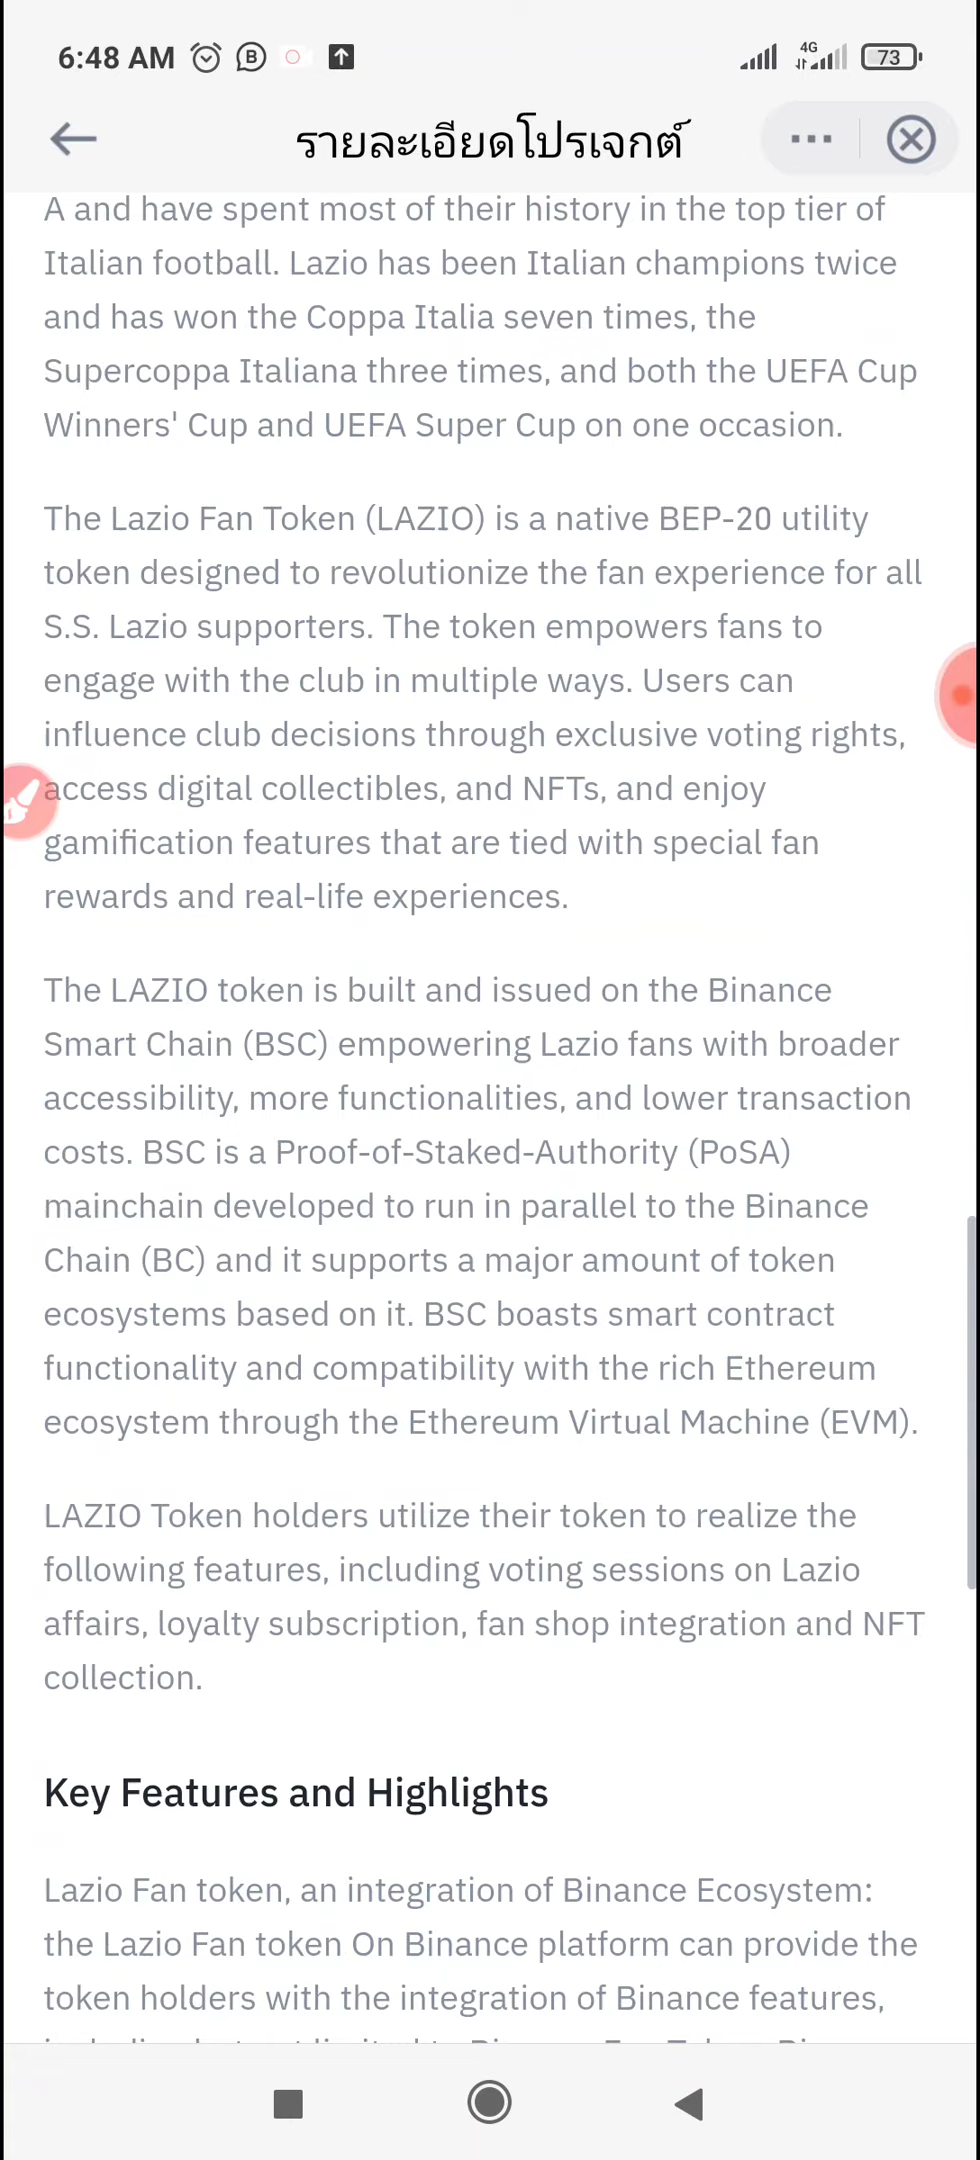 6:48 AM
4G
73
รายละเอียดโปรเจกต์
A and have spent most of their history in the top tier of
Italian football. Lazio has been Italian champions twice
and has won the Coppa Italia seven times, the
Supercoppa Italiana three times, and both the UEFA Cup
Winners' Cup and UEFA Super Cup on one occasion.
The Lazio Fan Token (LAZIO) is a native BEP-20 utility
token designed to revolutionize the fan experience for all
S.S. Lazio supporters. The token empowers fans to
engage with the club in multiple ways. Users can
influence club decisions through exclusive voting rights,
access digital collectibles, and NFTs, and enjoy
gamification features that are tied with special fan
rewards and real-life experiences.
The LAZIO token is built and issued on the Binance
Smart Chain (BSC) empowering Lazio fans with broader
accessibility, more functionalities, and lower transaction
costs. BSC is a Proof-of-Staked-Authority (PoSA)
mainchain developed to run in parallel to the Binance
Chain (BC) and it supports a major amount of token
ecosystems based on it. BSC boasts smart contract
functionality and compatibility with the rich Ethereum
ecosystem through the Ethereum Virtual Machine (EVM).
LAZIO Token holders utilize their token to realize the
following features, including voting sessions on Lazio
affairs, loyalty subscription, fan shop integration and NFT
collection.
Key Features and Highlights
Lazio Fan token, an integration of Binance Ecosystem:
the Lazio Fan token On Binance platform can provide the
token holders with the integration of Binance features,